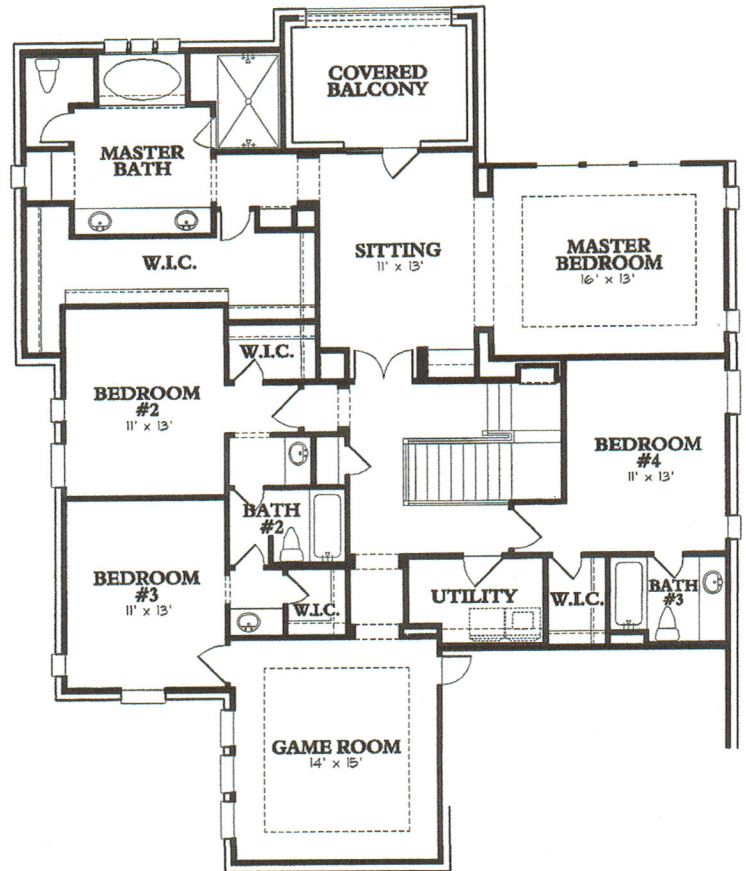 COVERED
BALCONY
MASTER
BATH
SITTING
11' x 13'
MASTER
BEDROOM
16' x 13'
W.I.C.
W.I.C.
BEDROOM
#2
11' x 13'
BEDROOM
#4
11' x 13'
BATH
#2
BEDROOM
#3
11' x 13'
W.I.C.
UTILITY
W.I.C.
BATH
#3
GAME ROOM
14' x 15'